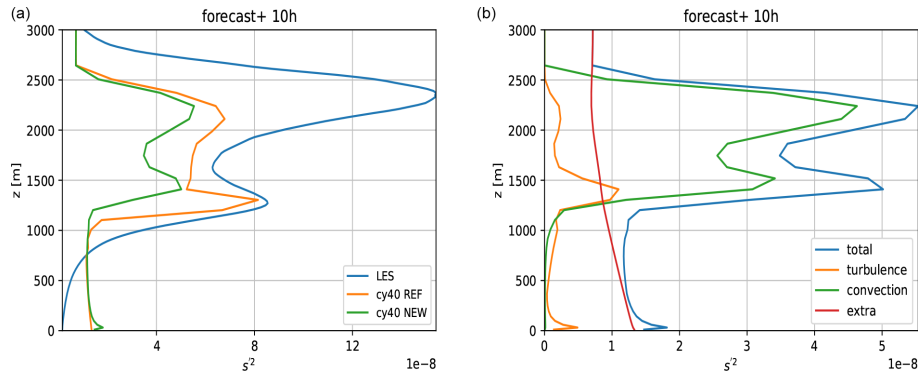 (a)
forecast+ 10h
z [m]
3000
2500
2000
1500
1000
500
0
4
8
12
1e−8
s′2
LES
cy40 REF
cy40 NEW
(b)
forecast+ 10h
z [m]
3000
2500
2000
1500
1000
500
0
0
1
2
3
4
5
1e−8
s′2
total
turbulence
convection
extra